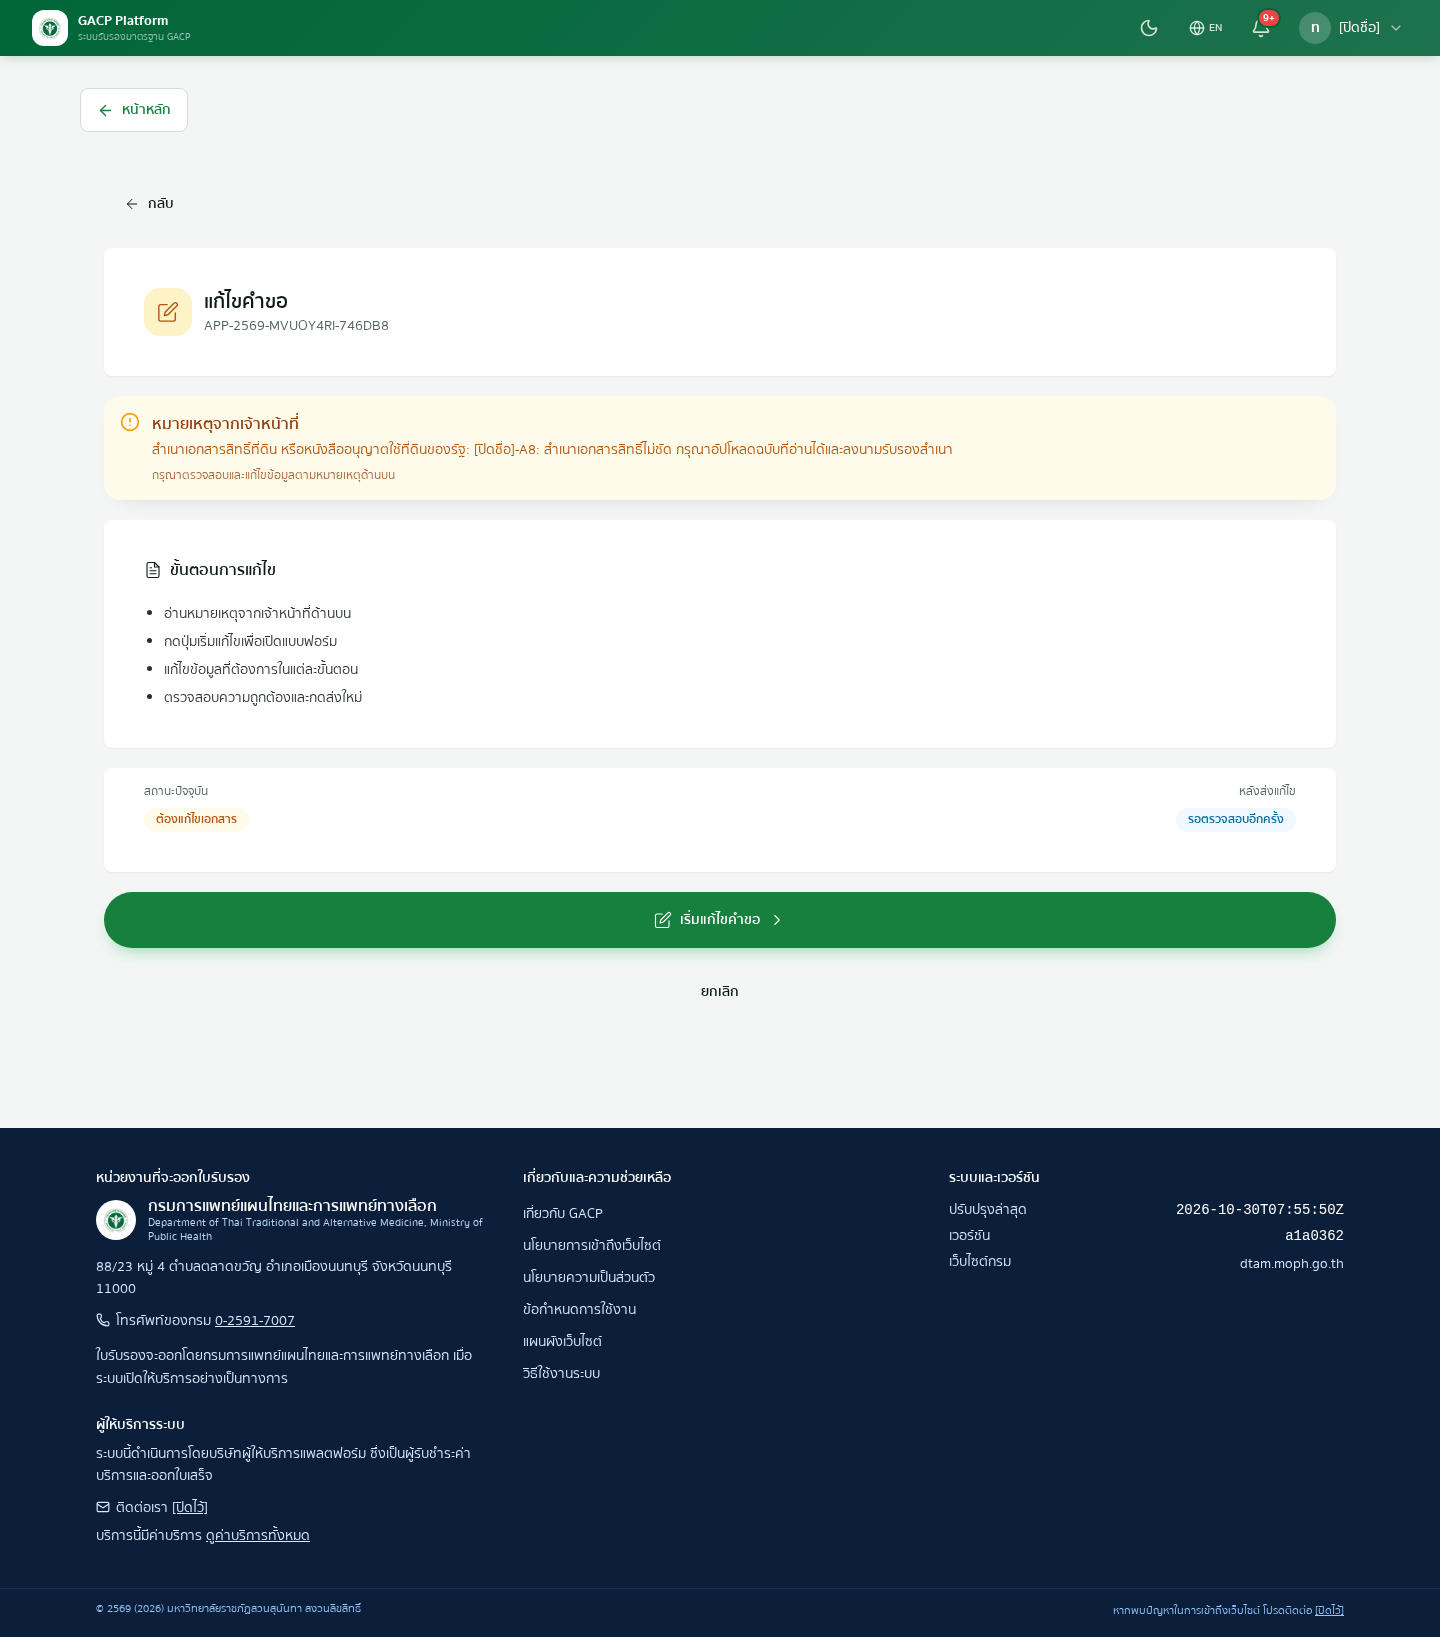 GACP Platform
ระบบรับรองมาตรฐาน GACP
EN
9+
ท
[ปิดชื่อ]
หน้าหลัก
กลับ
แก้ไขคำขอ
APP-2569-MVUOY4RI-746DB8
หมายเหตุจากเจ้าหน้าที่
สำเนาเอกสารสิทธิ์ที่ดิน หรือหนังสืออนุญาตใช้ที่ดินของรัฐ: [ปิดชื่อ]-A8: สำเนาเอกสารสิทธิ์ไม่ชัด กรุณาอัปโหลดฉบับที่อ่านได้และลงนามรับรองสำเนา
กรุณาตรวจสอบและแก้ไขข้อมูลตามหมายเหตุด้านบน
ขั้นตอนการแก้ไข
อ่านหมายเหตุจากเจ้าหน้าที่ด้านบน
กดปุ่มเริ่มแก้ไขเพื่อเปิดแบบฟอร์ม
แก้ไขข้อมูลที่ต้องการในแต่ละขั้นตอน
ตรวจสอบความถูกต้องและกดส่งใหม่
สถานะปัจจุบัน
หลังส่งแก้ไข
ต้องแก้ไขเอกสาร
รอตรวจสอบอีกครั้ง
เริ่มแก้ไขคำขอ
ยกเลิก
หน่วยงานที่จะออกใบรับรอง
กรมการแพทย์แผนไทยและการแพทย์ทางเลือก
Department of Thai Traditional and Alternative Medicine, Ministry of
Public Health
88/23 หมู่ 4 ตำบลตลาดขวัญ อำเภอเมืองนนทบุรี จังหวัดนนทบุรี
11000
โทรศัพท์ของกรม 0-2591-7007
ใบรับรองจะออกโดยกรมการแพทย์แผนไทยและการแพทย์ทางเลือก เมื่อ
ระบบเปิดให้บริการอย่างเป็นทางการ
ผู้ให้บริการระบบ
ระบบนี้ดำเนินการโดยบริษัทผู้ให้บริการแพลตฟอร์ม ซึ่งเป็นผู้รับชำระค่า
บริการและออกใบเสร็จ
ติดต่อเรา [ปิดไว้]
บริการนี้มีค่าบริการ ดูค่าบริการทั้งหมด
เกี่ยวกับและความช่วยเหลือ
เกี่ยวกับ GACP
นโยบายการเข้าถึงเว็บไซต์
นโยบายความเป็นส่วนตัว
ข้อกำหนดการใช้งาน
แผนผังเว็บไซต์
วิธีใช้งานระบบ
ระบบและเวอร์ชัน
ปรับปรุงล่าสุด 2026-10-30T07:55:50Z
เวอร์ชัน a1a0362
เว็บไซต์กรม dtam.moph.go.th
© 2569 (2026) มหาวิทยาลัยราชภัฏสวนสุนันทา สงวนลิขสิทธิ์
หากพบปัญหาในการเข้าถึงเว็บไซต์ โปรดติดต่อ [ปิดไว้]